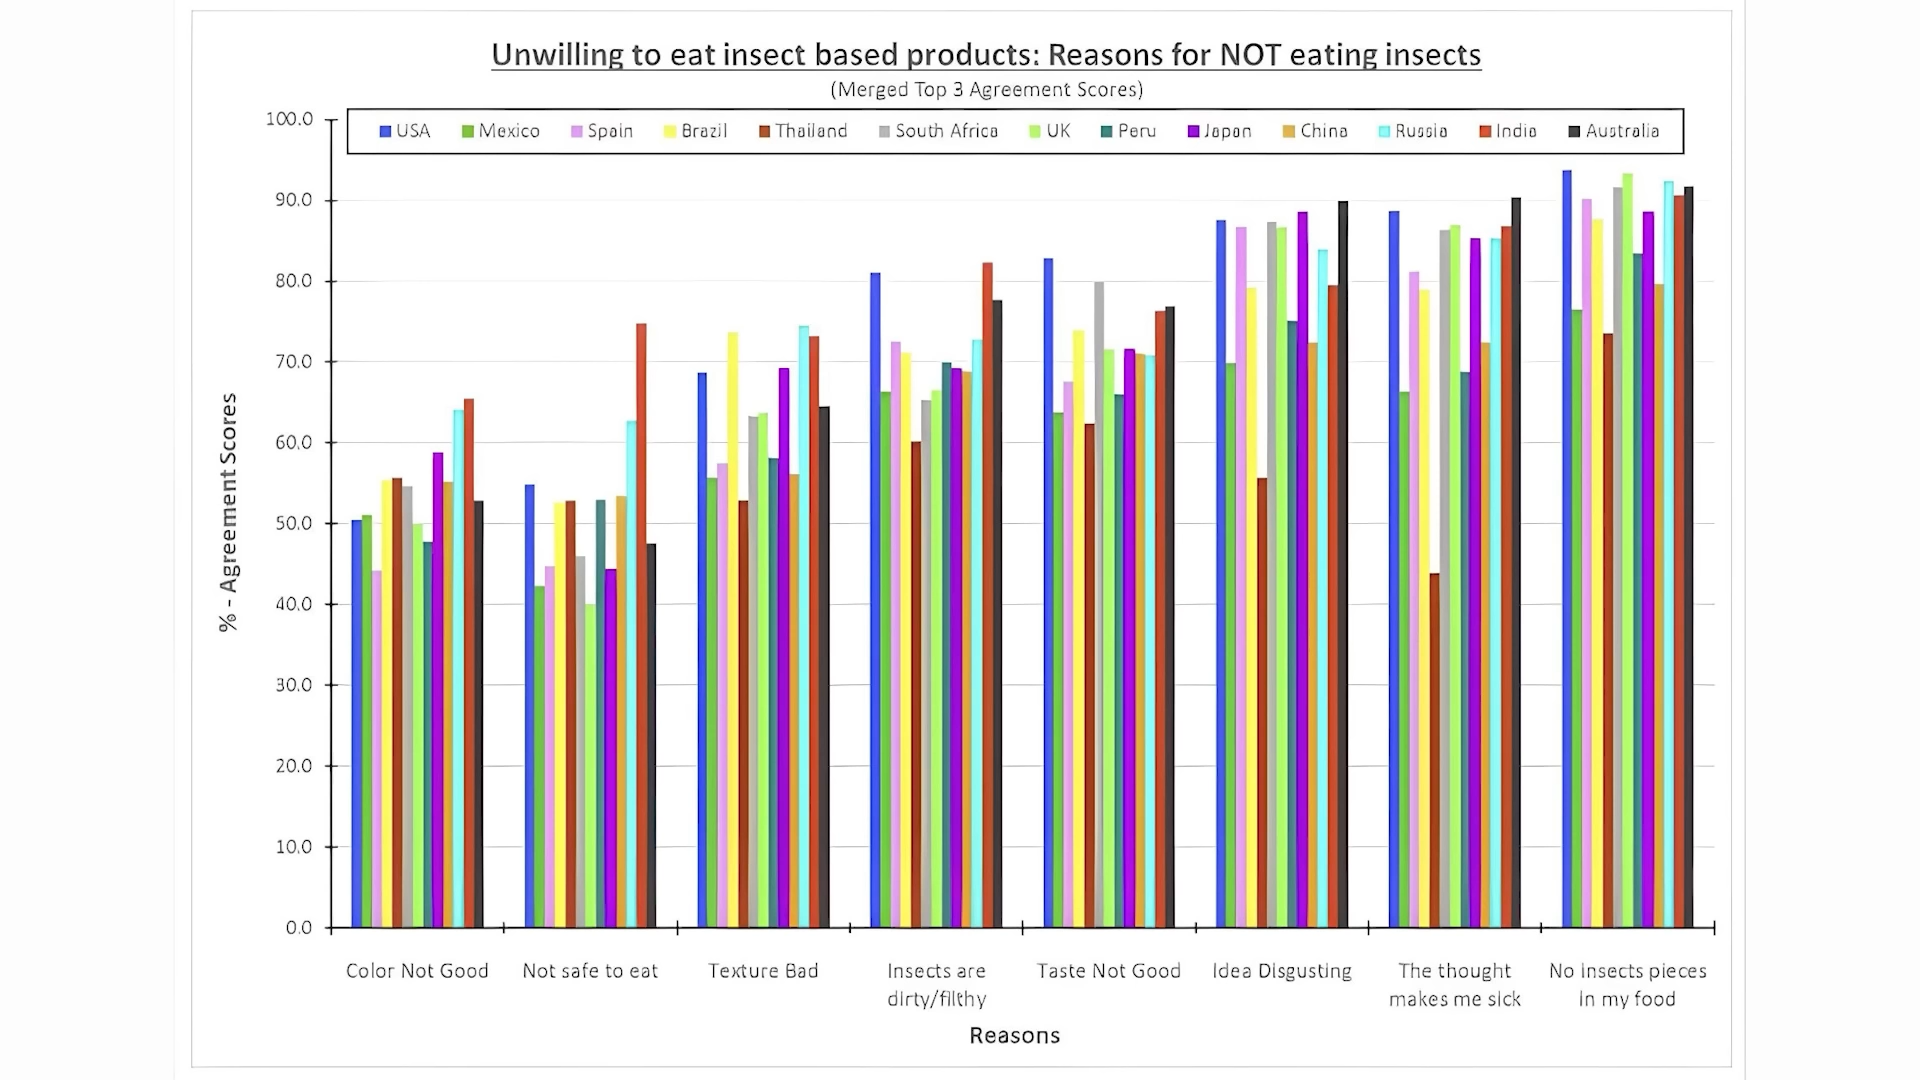 Unwilling to eat insect based products: Reasons for NOT eating insects
(Merged Top 3 Agreement Scores)
USA Mexico Spain Brazil Thailand South Africa UK Peru Japan China Russia India Australia
100.0
90.0
80.0
70.0
60.0
50.0
40.0
30.0
20.0
10.0
0.0
% - Agreement Scores
Color Not Good
Not safe to eat
Texture Bad
Insects are
dirty/filthy
Taste Not Good
Idea Disgusting
The thought
makes me sick
No insects pieces
in my food
Reasons